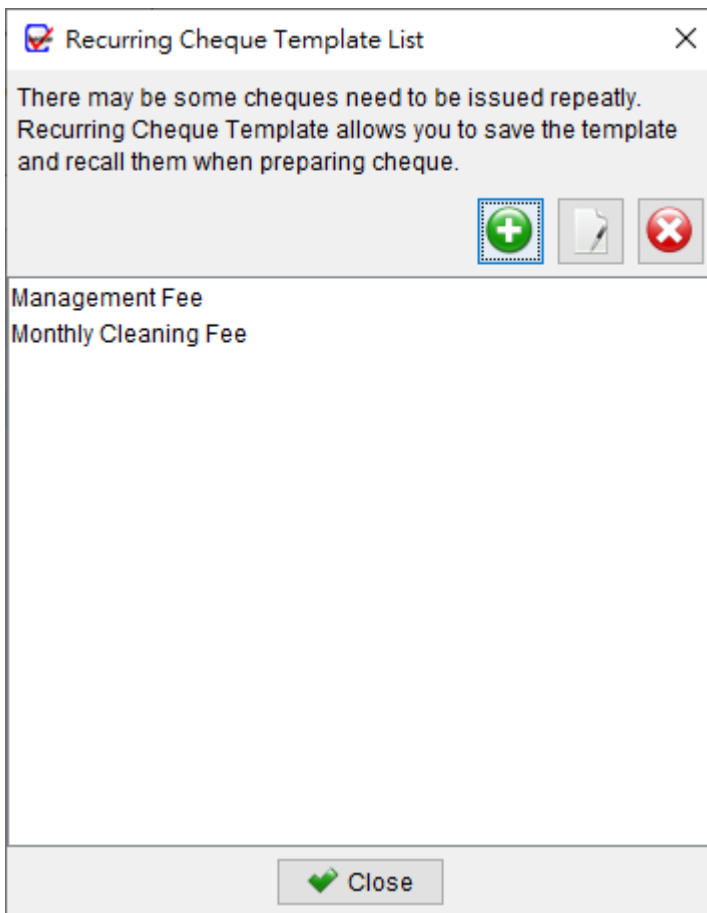 Recurring Cheque Template List
There may be some cheques need to be issued repeatly.
Recurring Cheque Template allows you to save the template
and recall them when preparing cheque.
Management Fee
Monthly Cleaning Fee
Close